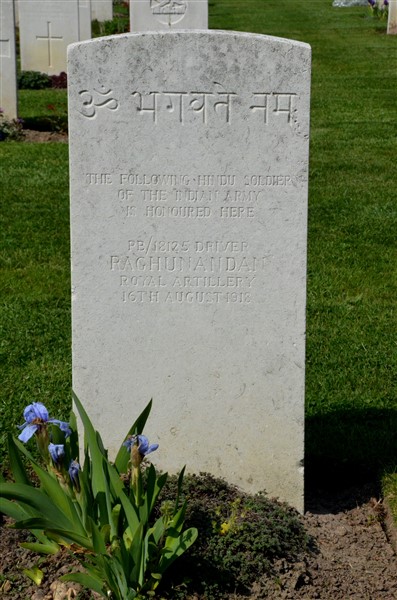 ॐ भगवते नमः
THE FOLLOWING HINDU SOLDIER
OF THE INDIAN ARMY
IS HONOURED HERE
RB/18125 DRIVER
RAGHUNANDAN
ROYAL ARTILLERY
16TH AUGUST 1918